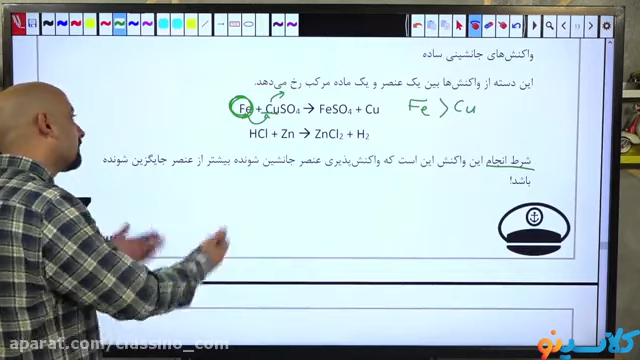 واکنش‌های جانشینی ساده
این دسته از واکنش‌ها بین یک عنصر و یک ماده مرکب رخ می‌دهد.
Fe + CuSO₄ → FeSO₄ + Cu
Fe > Cu
HCl + Zn → ZnCl2 + H₂
شرط انجام این واکنش این است که واکنش‌پذیری عنصر جانشین شونده بیشتر از عنصر جایگزین شونده
باشد!
aparat.com/classino_com
کلاسینو